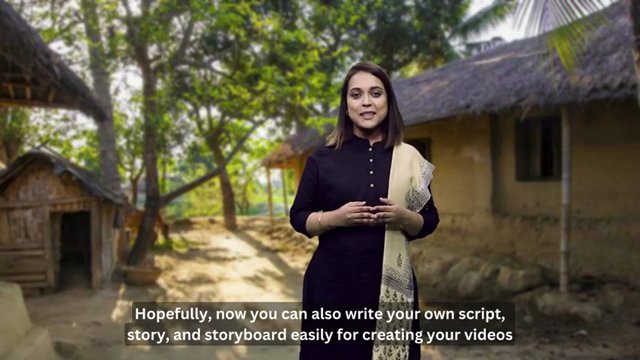 Hopefully, now you can also write your own script,
story, and storyboard easily for creating your videos